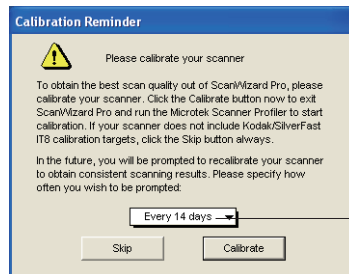 Calibration Reminder
Please calibrate your scanner
To obtain the best scan quality out of ScanWizard Pro, please
calibrate your scanner. Click the Calibrate button now to exit
ScanWizard Pro and run the Microtek Scanner Profiler to start
calibration. If your scanner does not include Kodak/SilverFast
IT8 calibration targets, click the Skip button always.
In the future, you will be prompted to recalibrate your scanner
to obtain consistent scanning results. Please specify how
often you wish to be prompted:
Every 14 days
Skip Calibrate